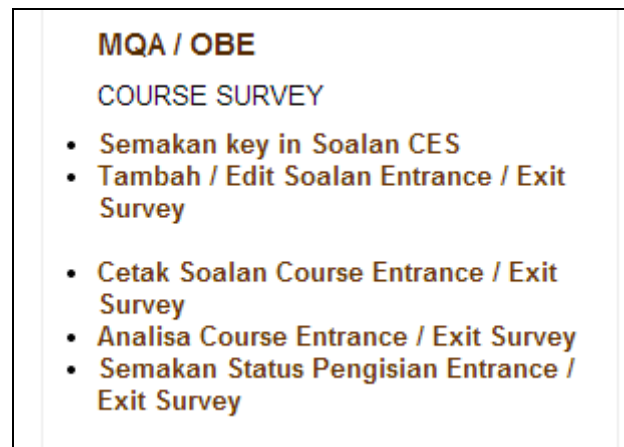 MQA / OBE
COURSE SURVEY
• Semakan key in Soalan CES
• Tambah / Edit Soalan Entrance / Exit
Survey
• Cetak Soalan Course Entrance / Exit
Survey
• Analisa Course Entrance / Exit Survey
• Semakan Status Pengisian Entrance /
Exit Survey